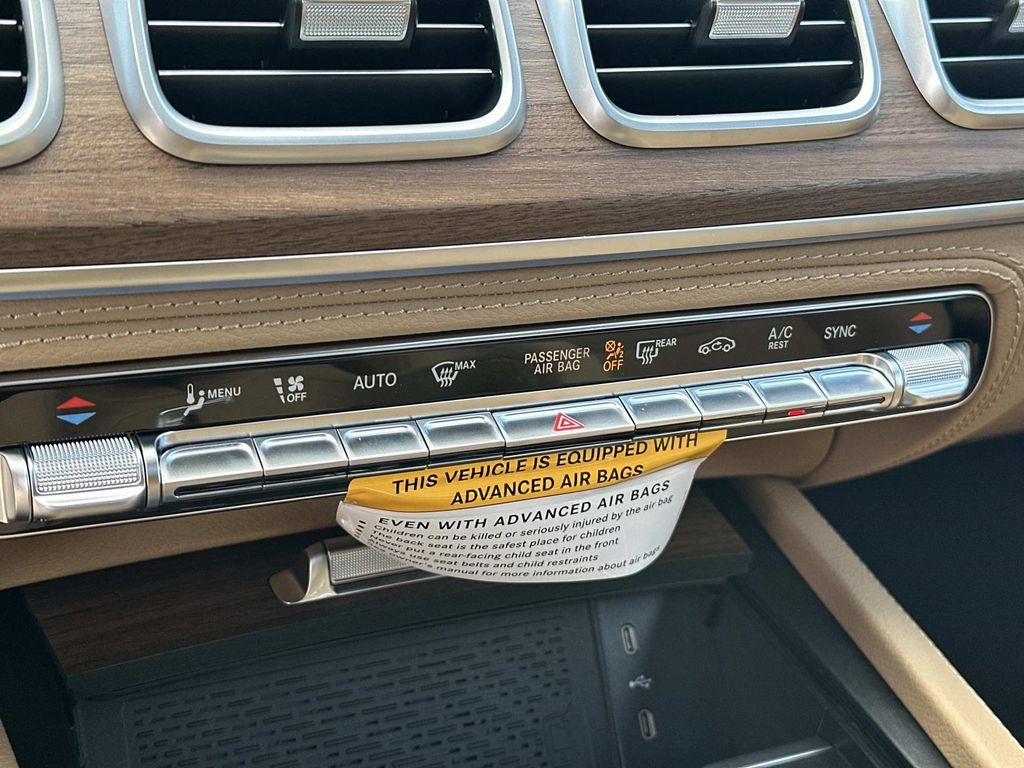 MENU
OFF
AUTO
MAX
PASSENGER
AIR BAG
2
OFF
REAR
A/C
REST
SYNC
THIS VEHICLE IS EQUIPPED WITH
ADVANCED AIR BAGS
EVEN WITH ADVANCED AIR BAGS
Children can be killed or seriously injured by the air bag
The back seat is the safest place for children
Never put a rear-facing child seat in the front
use seat belts and child restraints
manual for more information about air bags